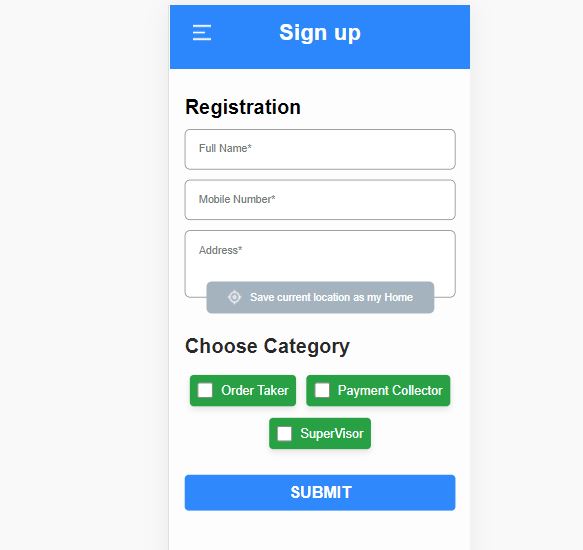 Sign up
Registration
Full Name*
Mobile Number*
Address*
Save current location as my Home
Choose Category
Order Taker
Payment Collector
SuperVisor
SUBMIT